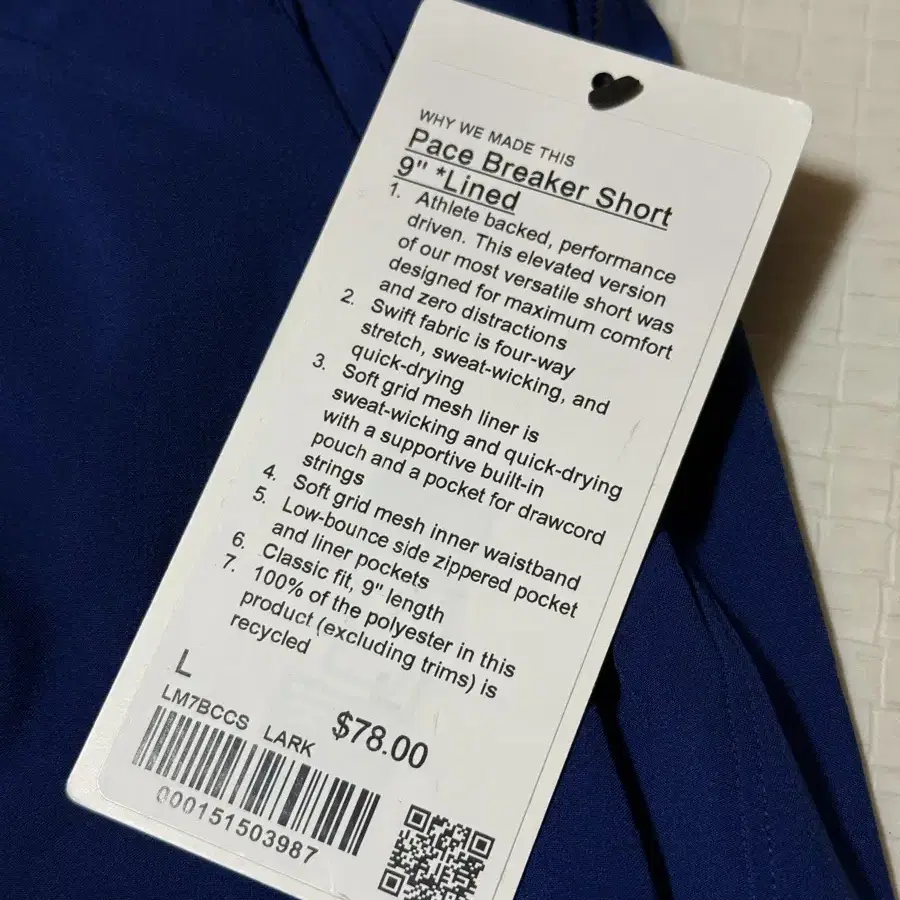 WHY WE MADE THIS
Pace Breaker Short
9" *Lined
1. Athlete backed, performance
driven. This elevated version
of our most versatile short was
designed for maximum comfort
and zero distractions
2. Swift fabric is four-way
stretch, sweat-wicking, and
quick-drying
3. Soft grid mesh liner is
sweat-wicking and quick-drying
with a supportive built-in
pouch and a pocket for drawcord
strings
4. Soft grid mesh inner waistband
5. Low-bounce side zippered pocket
and liner pockets
6. Classic fit, 9" length
7. 100% of the polyester in this
product (excluding trims) is
recycled
L
LM7BCCS LARK $78.00
000151503987